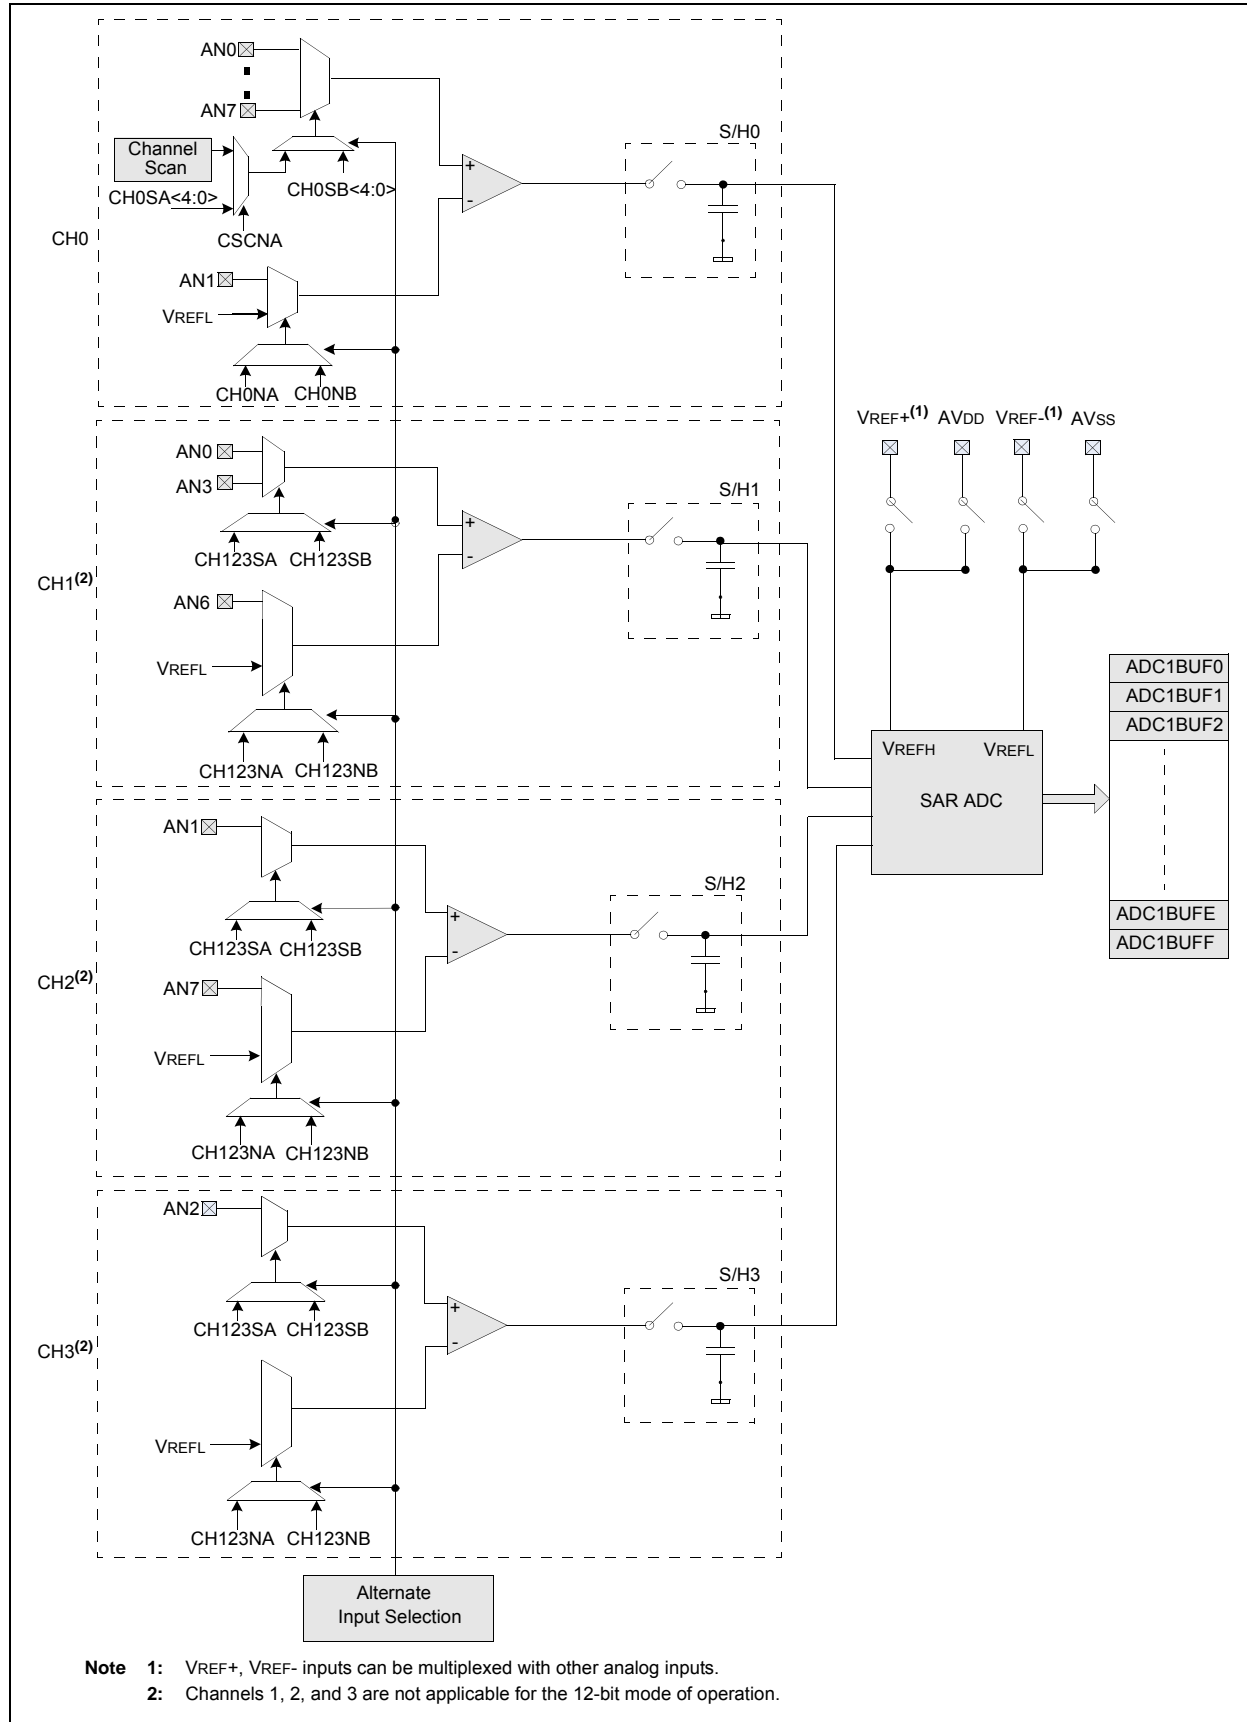 AN0
AN7
Channel
Scan
CH0SA<4:0>
CH0SB<4:0>
CSCNA
CH0
AN1
VREFL
CH0NA
CH0NB
+
-
S/H0
AN0
AN3
CH123SA
CH123SB
CH1(2)
AN6
VREFL
CH123NA
CH123NB
+
-
S/H1
VREF+(1)
AVDD
VREF-(1)
AVSS
VREFH
VREFL
SAR ADC
ADC1BUF0
ADC1BUF1
ADC1BUF2
ADC1BUFE
ADC1BUFF
AN1
CH123SA
CH123SB
CH2(2)
AN7
VREFL
CH123NA
CH123NB
+
-
S/H2
AN2
CH123SA
CH123SB
CH3(2)
VREFL
CH123NA
CH123NB
+
-
S/H3
Alternate
Input Selection
Note 1: VREF+, VREF- inputs can be multiplexed with other analog inputs.
2: Channels 1, 2, and 3 are not applicable for the 12-bit mode of operation.